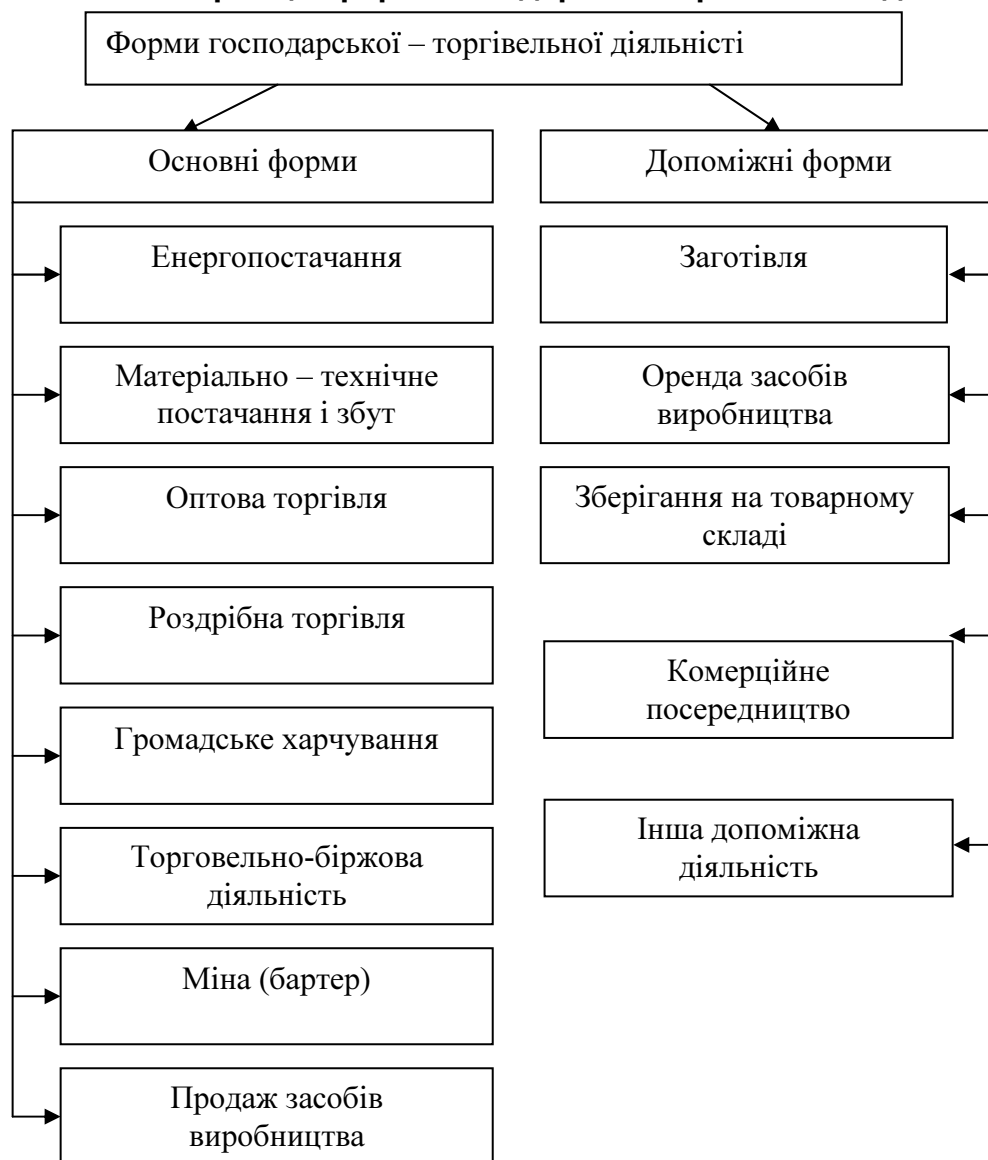 Форми господарської – торгівельної діяльністі
Основні форми
Допоміжні форми
Енергопостачання
Заготівля
Матеріально – технічне
постачання і збут
Оренда засобів
виробництва
Оптова торгівля
Зберігання на товарному
складі
Роздрібна торгівля
Комерційне
посередництво
Громадське харчування
Торговельно-біржова
діяльність
Інша допоміжна
діяльність
Міна (бартер)
Продаж засобів
виробництва